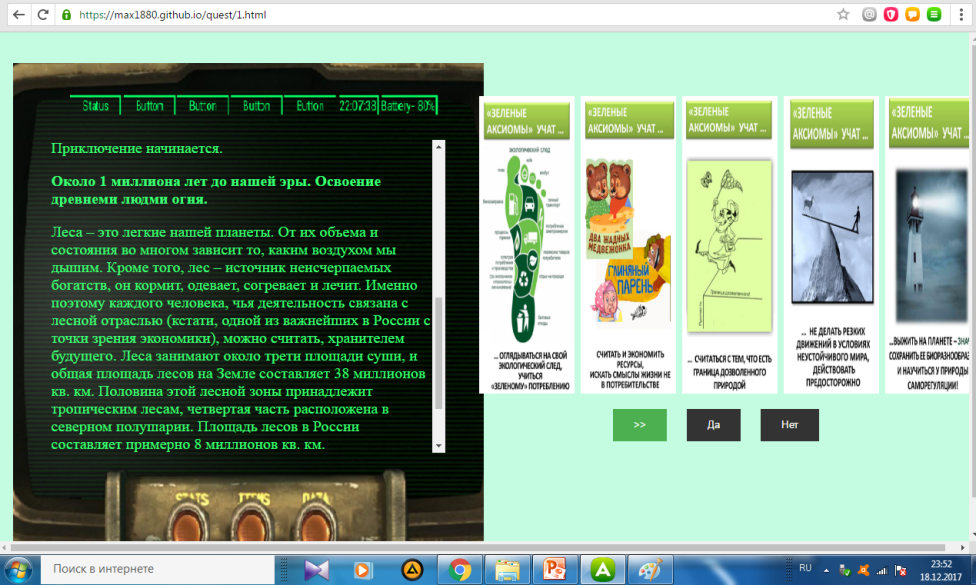 https://max1880.github.io/quest/1.html
Status Button Button Button Button 22:07:38 Battery- 80%
Приключение начинается.
Около 1 миллиона лет до нашей эры. Освоение
древнеми людми огня.
Леса – это легкие нашей планеты. От их объема и
состояния во многом зависит то, каким воздухом мы
дышим. Кроме того, лес – источник неисчерпаемых
богатств, он кормит, одевает, согревает и лечит. Именно
поэтому каждого человека, чья деятельность связана с
лесной отраслью (кстати, одной из важнейших в России с
точки зрения экономики), можно считать, хранителем
будущего. Леса занимают около трети площади суши, и
общая площадь лесов на Земле составляет 38 миллионов
кв. км. Половина этой лесной зоны принадлежит
тропическим лесам, четвертая часть расположена в
северном полушарии. Площадь лесов в России
составляет примерно 8 миллионов кв. км.
STATS ITEMS DATA
«ЗЕЛЕНЫЕ
АКСИОМЫ» УЧАТ ...
ЭКОЛОГИЧЕСКИЙ СЛЕД
... ОГЛЯДЫВАТЬСЯ НА СВОЙ
ЭКОЛОГИЧЕСКИЙ СЛЕД,
УЧИТЬСЯ
«ЗЕЛЕНОМУ» ПОТРЕБЛЕНИЮ
«ЗЕЛЕНЫЕ
АКСИОМЫ» УЧАТ ...
ДВА ЖАДНЫХ
МЕДВЕЖОНКА
ГЛИНЯНЫЙ
ПАРЕНЬ
СЧИТАТЬ И ЭКОНОМИТЬ
РЕСУРСЫ,
ИСКАТЬ СМЫСЛЫ ЖИЗНИ НЕ
В ПОТРЕБИТЕЛЬСТВЕ
«ЗЕЛЕНЫЕ
АКСИОМЫ» УЧАТ ...
... СЧИТАТЬСЯ С ТЕМ, ЧТО ЕСТЬ
ГРАНИЦА ДОЗВОЛЕННОГО
ПРИРОДОЙ
«ЗЕЛЕНЫЕ
АКСИОМЫ» УЧАТ ...
... НЕ ДЕЛАТЬ РЕЗКИХ
ДВИЖЕНИЙ В УСЛОВИЯХ
НЕУСТОЙЧИВОГО МИРА,
ДЕЙСТВОВАТЬ
ПРЕДОСТОРОЖНО
«ЗЕЛЕНЫЕ
АКСИОМЫ» УЧАТ ...
...ВЫЖИТЬ НА ПЛАНЕТЕ – ЗНА
СОХРАНИТЬ ЕЕ БИОРАЗНООБРАЗ
И НАУЧИТЬСЯ У ПРИРОДЫ
САМОРЕГУЛЯЦИИ!
>> Да Нет
Поиск в интернете
RU
23:52
18.12.2017